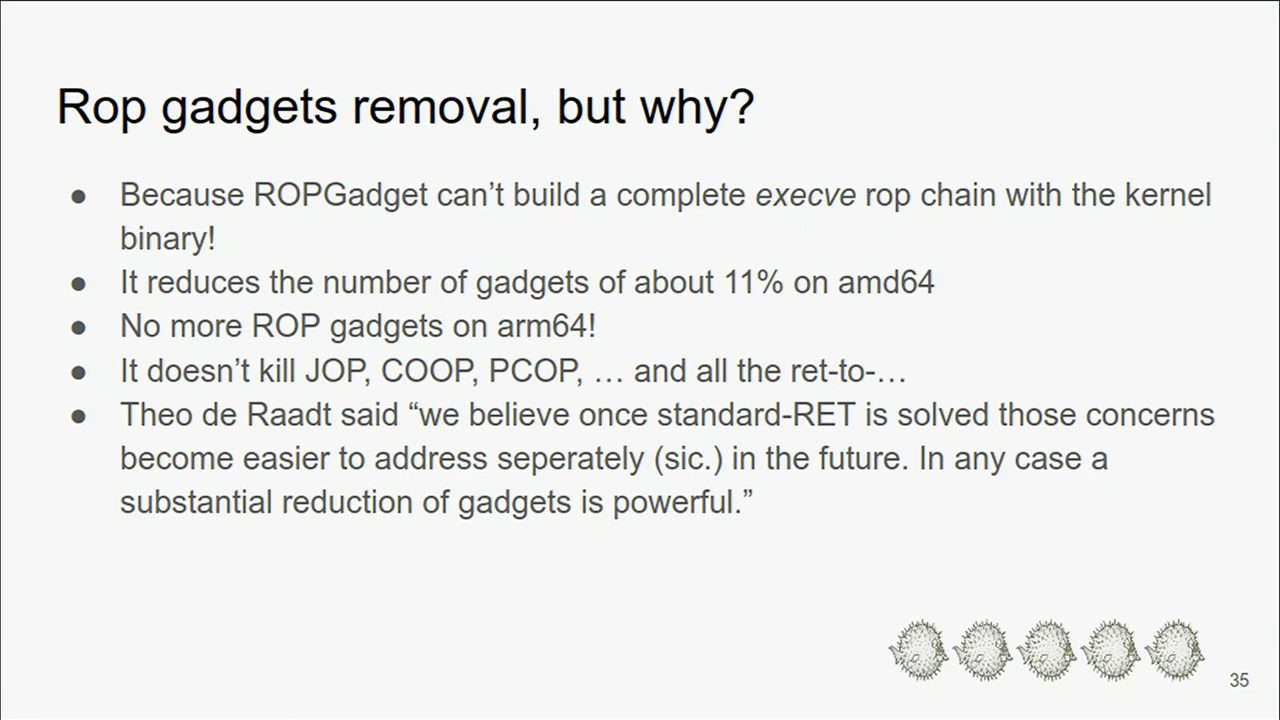 Rop gadgets removal, but why?
● Because ROPGadget can’t build a complete execve rop chain with the kernel
binary!
● It reduces the number of gadgets of about 11% on amd64
● No more ROP gadgets on arm64!
● It doesn’t kill JOP, COOP, PCOP, … and all the ret-to-…
● Theo de Raadt said “we believe once standard-RET is solved those concerns
become easier to address seperately (sic.) in the future. In any case a
substantial reduction of gadgets is powerful.”
35